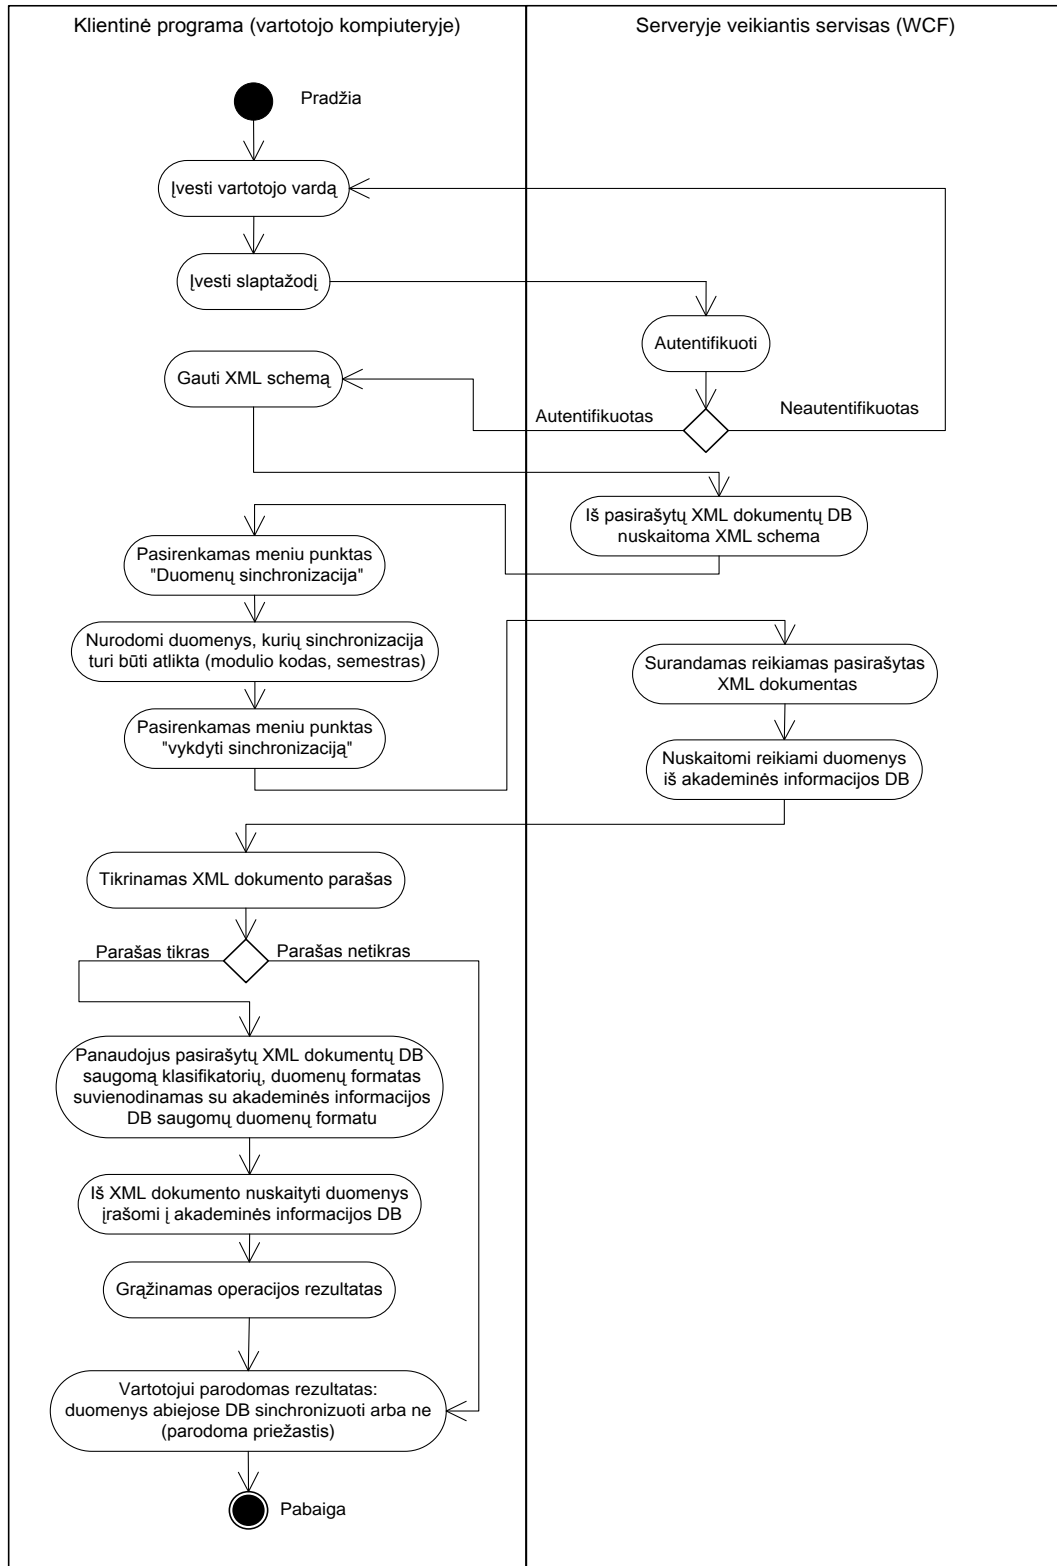 Klientinė programa (vartotojo kompiuteryje)
Serveryje veikiantis servisas (WCF)
Pradžia
Įvesti vartotojo vardą
Įvesti slaptažodį
Autentifikuoti
Gauti XML schemą
Autentifikuotas
Neautentifikuotas
Iš pasirašytų XML dokumentų DB
nuskaitoma XML schema
Pasirenkamas meniu punktas
"Duomenų sinchronizacija"
Nurodomi duomenys, kurių sinchronizacija
turi būti atlikta (modulio kodas, semestras)
Pasirenkamas meniu punktas
"vykdyti sinchronizaciją"
Surandamas reikiamas pasirašytas
XML dokumentas
Nuskaitomi reikiami duomenys
iš akademinės informacijos DB
Tikrinamas XML dokumento parašas
Parašas tikras
Parašas netikras
Panaudojus pasirašytų XML dokumentų DB
saugomą klasifikatorių, duomenų formatas
suvienodinamas su akademinės informacijos
DB saugomų duomenų formatu
Iš XML dokumento nuskaityti duomenys
įrašomi į akademinės informacijos DB
Grąžinamas operacijos rezultatas
Vartotojui parodomas rezultatas:
duomenys abiejose DB sinchronizuoti arba ne
(parodoma priežastis)
Pabaiga